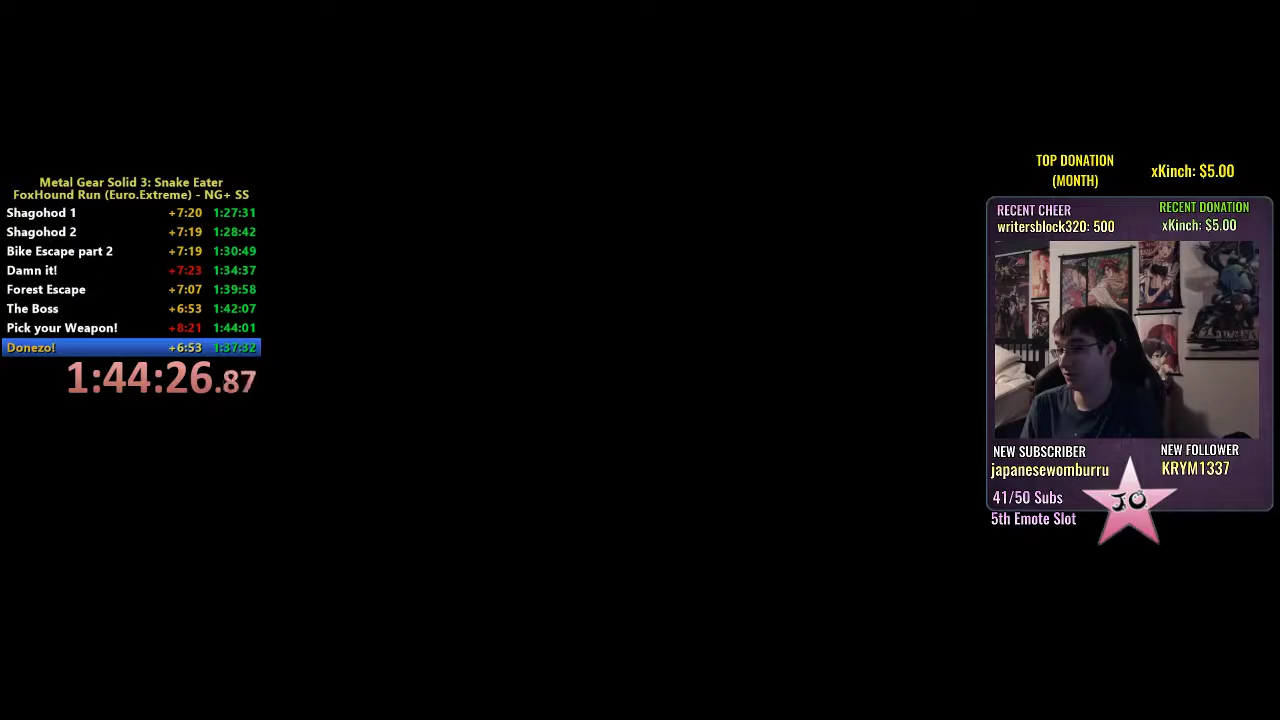 Metal Gear Solid 3: Snake Eater
FoxHound Run (Euro.Extreme) - NG+ SS
Shagohod 1 +7:20 1:27:31
Shagohod 2 +7:19 1:28:42
Bike Escape part 2 +7:19 1:30:49
Damn it! +7:23 1:34:37
Forest Escape +7:07 1:39:58
The Boss +6:53 1:42:07
Pick your Weapon! +8:21 1:44:01
Donezo! +6:53 1:37:32
1:44:26.87
TOP DONATION
(MONTH)
xKinch: $5.00
RECENT CHEER
writersblock320: 500
RECENT DONATION
xKinch: $5.00
NEW SUBSCRIBER
japanesewomburru
NEW FOLLOWER
KRYM1337
41/50 Subs
5th Emote Slot
JO